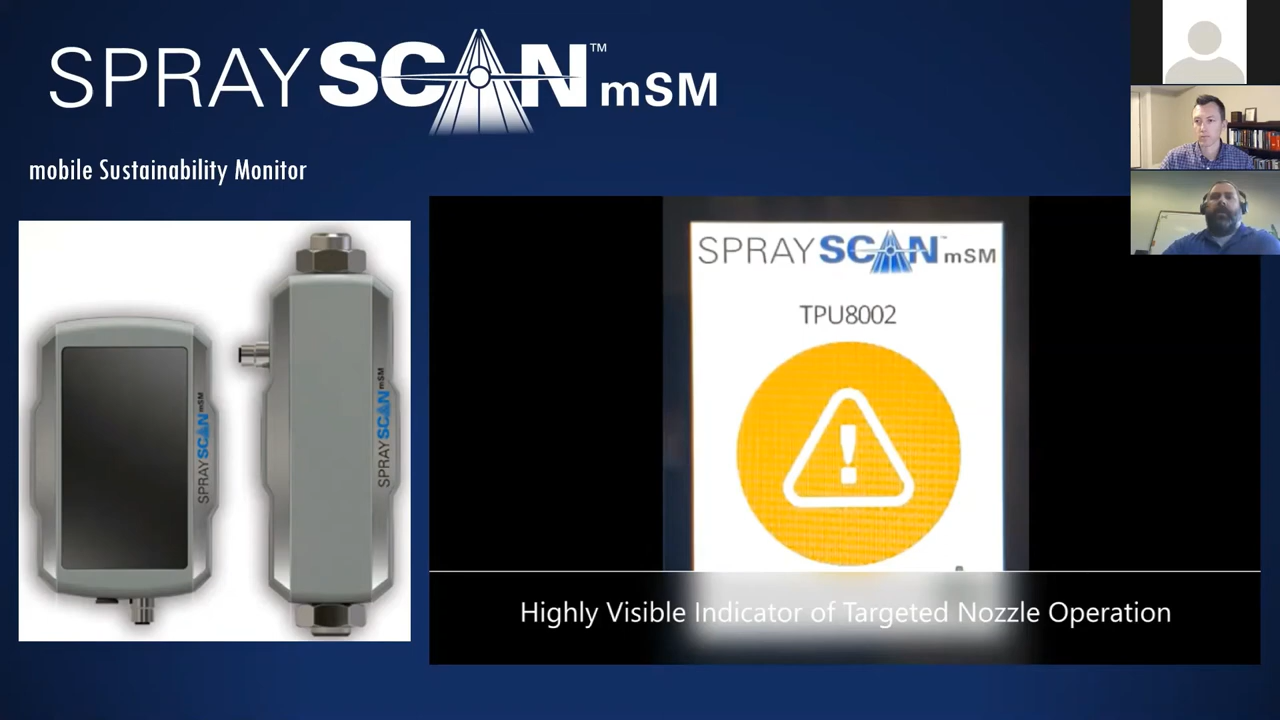 SPRAYSCAN™ mSM
mobile Sustainability Monitor
SPRAYSCAN mSM
SPRAYSCAN mSM
SPRAYSCAN™ mSM
TPU8002
!
Highly Visible Indicator of Targeted Nozzle Operation